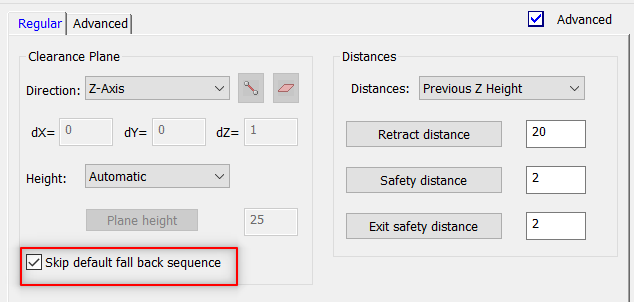 Regular Advanced Advanced
Clearance Plane
Direction: Z-Axis
dX= 0 dY= 0 dZ= 1
Height: Automatic
Plane height 25
Skip default fall back sequence
Distances
Distances: Previous Z Height
Retract distance 20
Safety distance 2
Exit safety distance 2